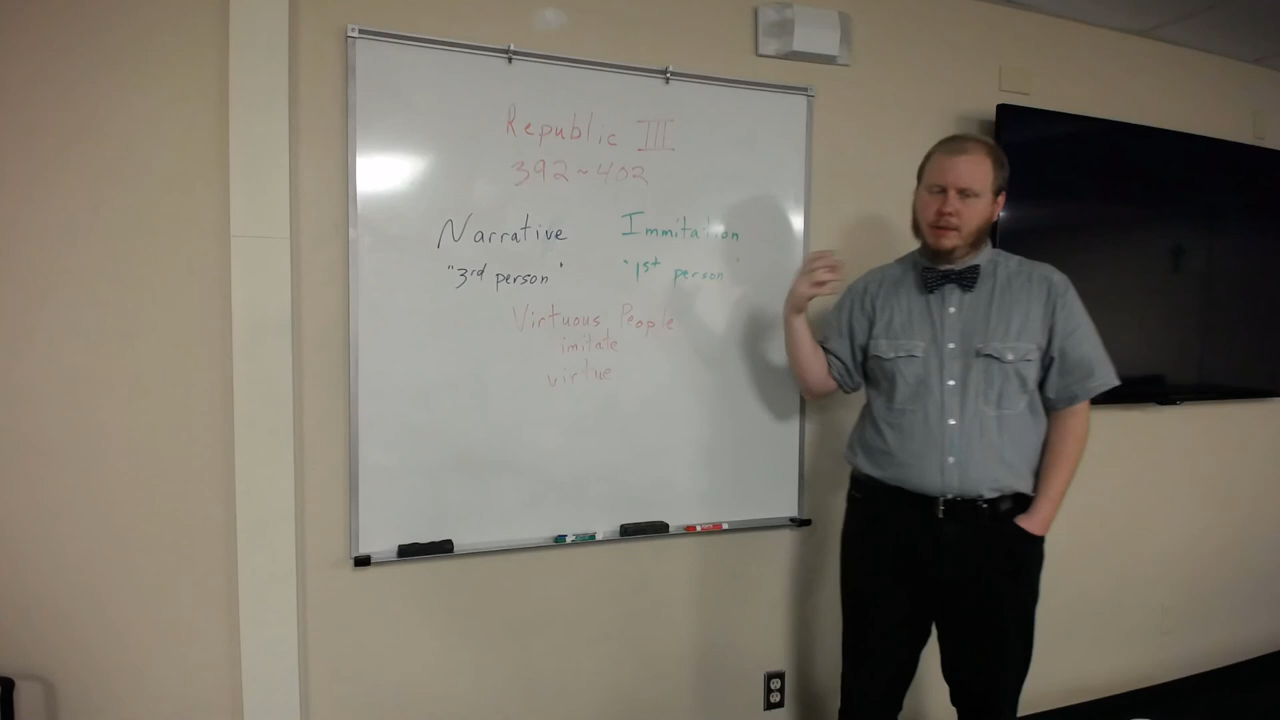 Republic III
392~402
Narrative Immitation
"3rd person" "1st person"
Virtuous People
imitate
virtue